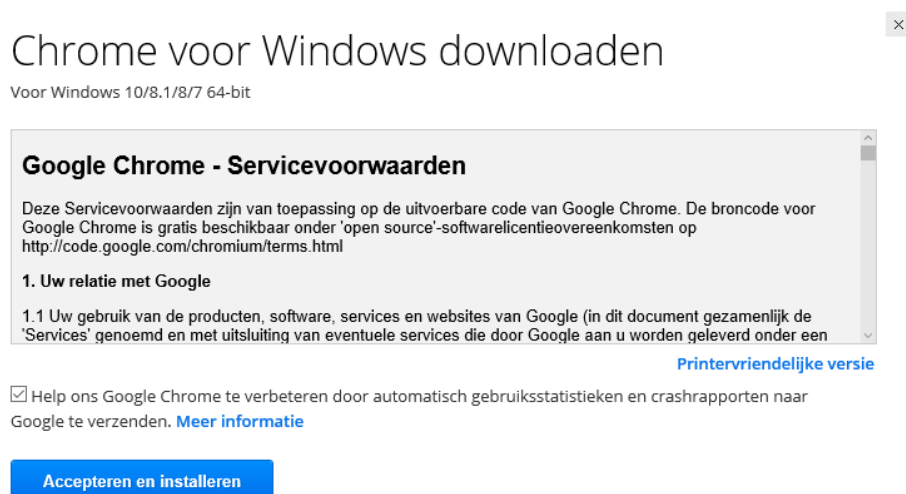 Chrome voor Windows downloaden
Voor Windows 10/8.1/8/7 64-bit
Google Chrome - Servicevoorwaarden
Deze Servicevoorwaarden zijn van toepassing op de uitvoerbare code van Google Chrome. De broncode voor
Google Chrome is gratis beschikbaar onder 'open source'-softwarelicentieovereenkomsten op
http://code.google.com/chromium/terms.html
1. Uw relatie met Google
1.1 Uw gebruik van de producten, software, services en websites van Google (in dit document gezamenlijk de
'Services' genoemd en met uitsluiting van eventuele services die door Google aan u worden geleverd onder een
Printervriendelijke versie
Help ons Google Chrome te verbeteren door automatisch gebruiksstatistieken en crashrapporten naar
Google te verzenden. Meer informatie
Accepteren en installeren